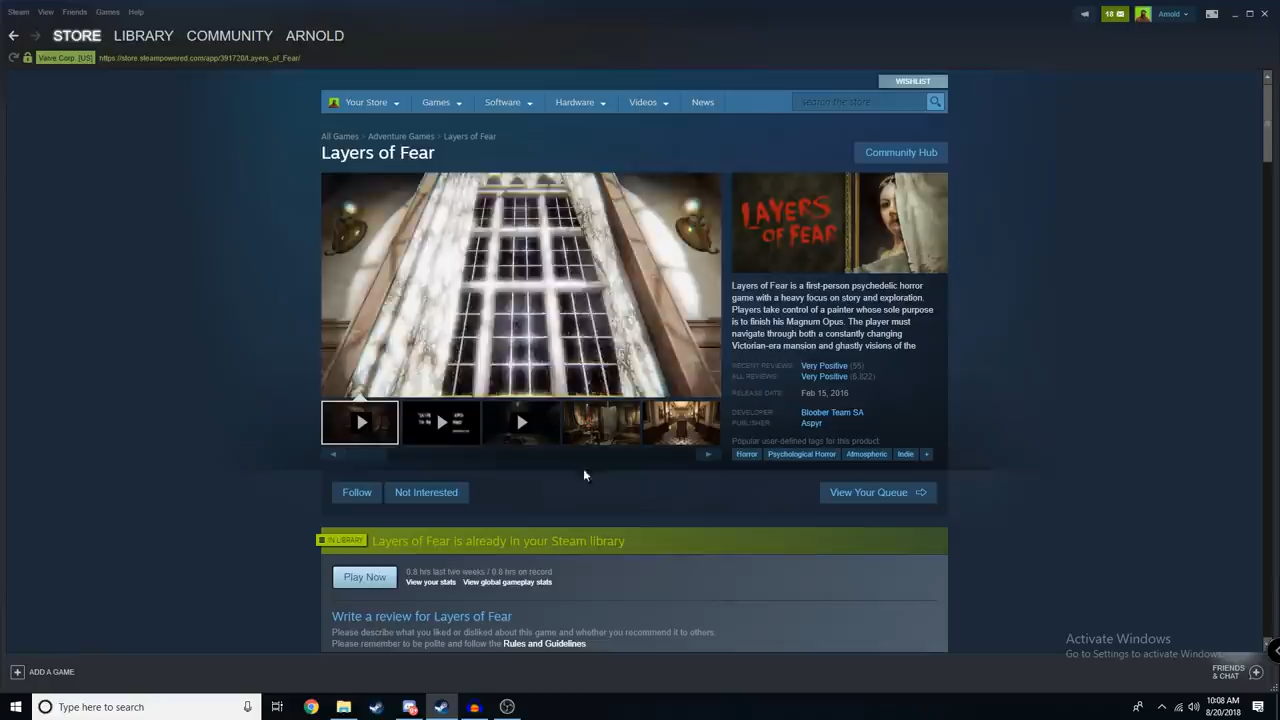 Steam View Friends Games Help
18
Arnold
STORE LIBRARY COMMUNITY ARNOLD
Valve Corp. [US] https://store.steampowered.com/app/391720/Layers_of_Fear/
WISHLIST
Your Store Games Software Hardware Videos News search the store
All Games > Adventure Games > Layers of Fear
Layers of Fear
Community Hub
LAYERS
OF FEAR
Layers of Fear is a first-person psychedelic horror
game with a heavy focus on story and exploration.
Players take control of a painter whose sole purpose
is to finish his Magnum Opus. The player must
navigate through both a constantly changing
Victorian-era mansion and ghastly visions of the
RECENT REVIEWS: Very Positive (55)
ALL REVIEWS: Very Positive (6,822)
RELEASE DATE: Feb 15, 2016
DEVELOPER: Bloober Team SA
PUBLISHER: Aspyr
Popular user-defined tags for this product:
Horror Psychological Horror Atmospheric Indie +
Follow Not Interested View Your Queue
IN LIBRARY Layers of Fear is already in your Steam library
Play Now
0.8 hrs last two weeks / 0.8 hrs on record
View your stats View global gameplay stats
Write a review for Layers of Fear
Please describe what you liked or disliked about this game and whether you recommend it to others.
Please remember to be polite and follow the Rules and Guidelines
Activate Windows
Go to Settings to activate Windows.
ADD A GAME
FRIENDS
& CHAT
Type here to search
10:08 AM
8/20/2018